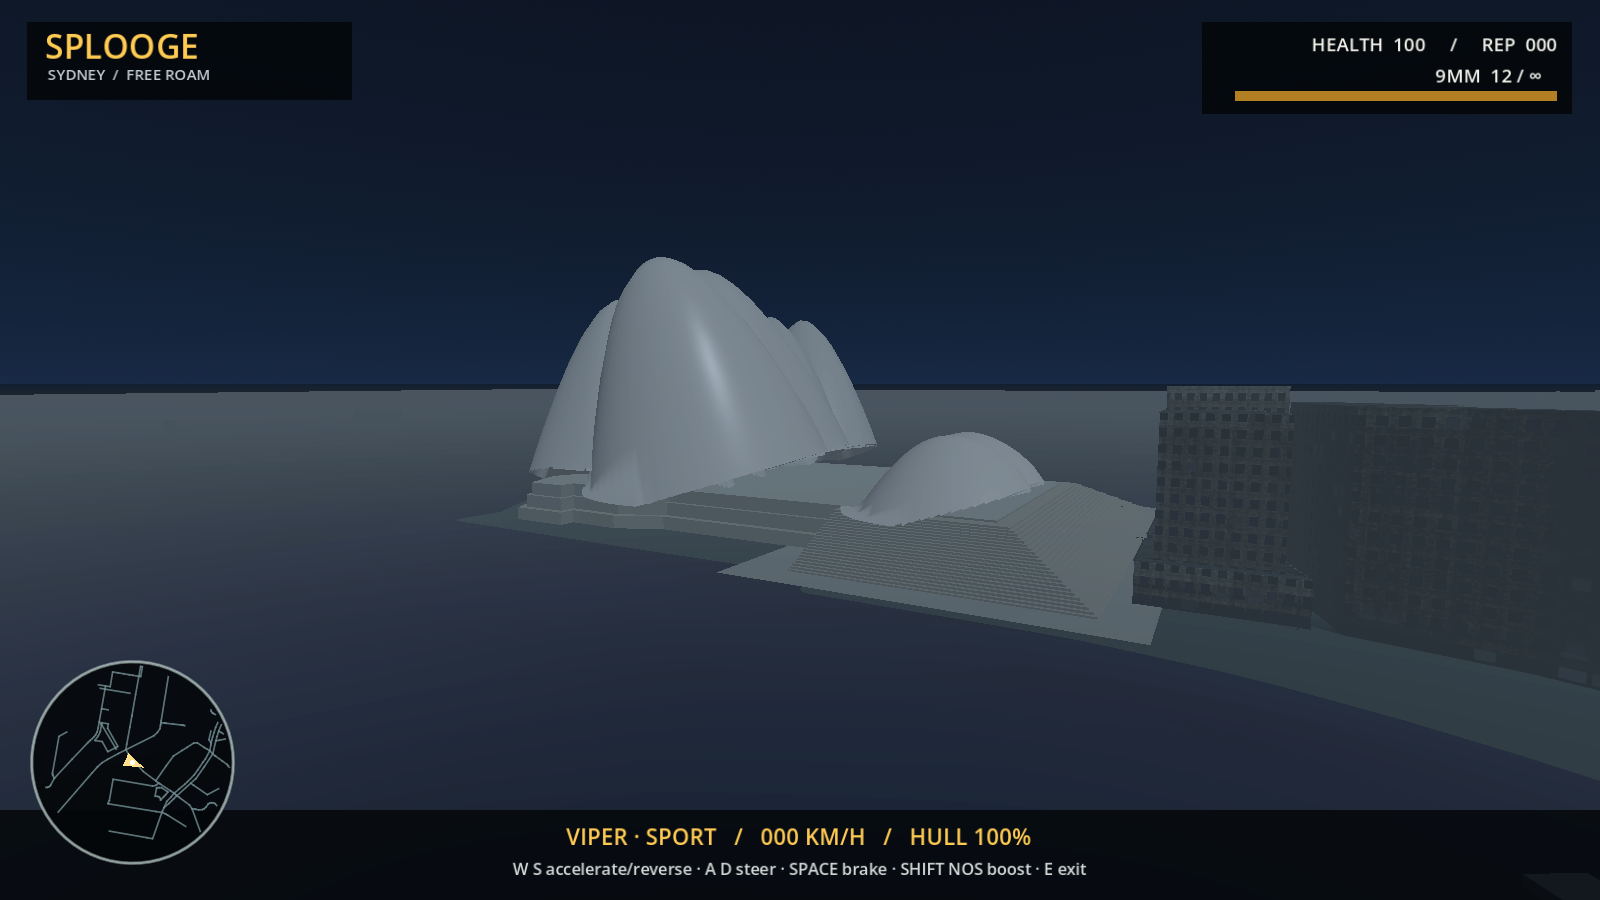 SPLOOGE
SYDNEY / FREE ROAM
HEALTH 100 / REP 000
9MM 12 / ∞
VIPER · SPORT / 000 KM/H / HULL 100%
W S accelerate/reverse · A D steer · SPACE brake · SHIFT NOS boost · E exit